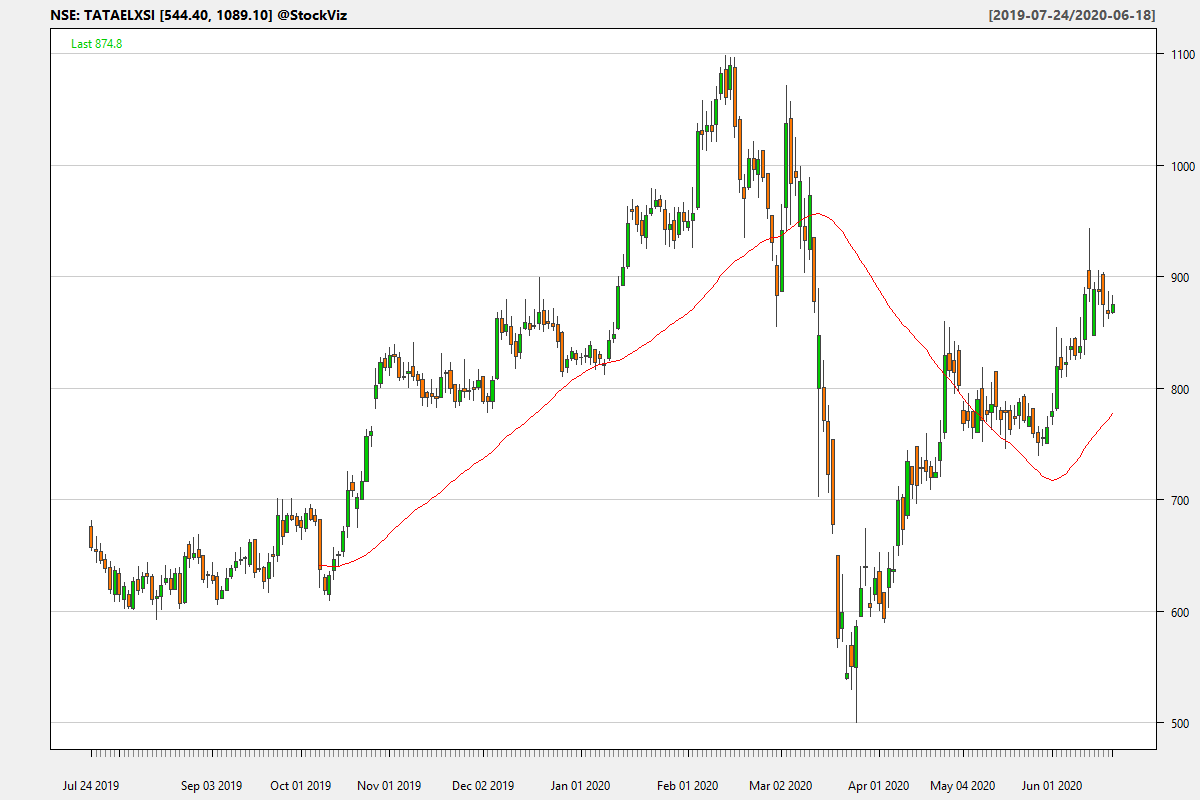 NSE: TATAELXSI [544.40, 1089.10] @StockViz [2019-07-24/2020-06-18]
Last 874.8
1100
1000
900
800
700
600
500
Jul 24 2019 Sep 03 2019 Oct 01 2019 Nov 01 2019 Dec 02 2019 Jan 01 2020 Feb 01 2020 Mar 02 2020 Apr 01 2020 May 04 2020 Jun 01 2020